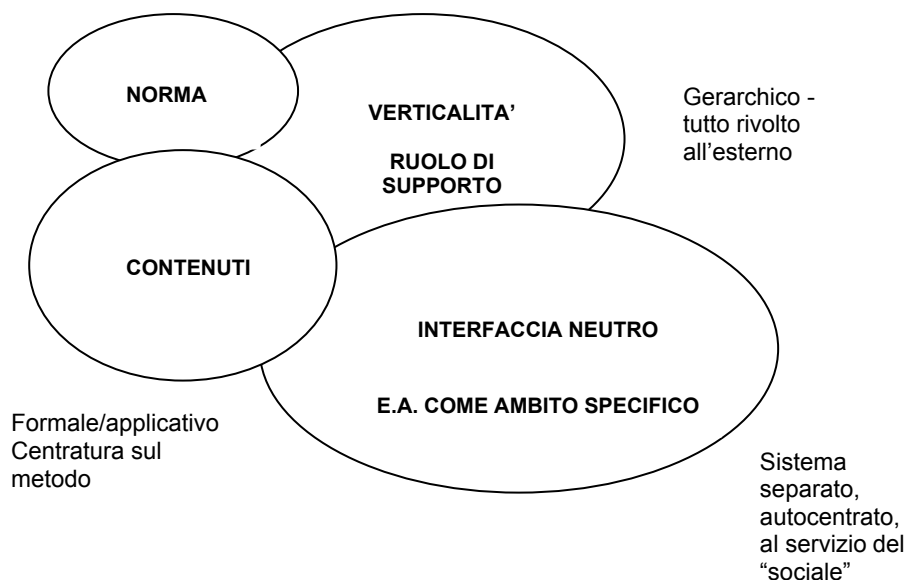 NORMA
VERTICALITA’
RUOLO DI
SUPPORTO
Gerarchico -
tutto rivolto
all’esterno
CONTENUTI
INTERFACCIA NEUTRO
E.A. COME AMBITO SPECIFICO
Formale/applicativo
Centratura sul
metodo
Sistema
separato,
autocentrato,
al servizio del
“sociale”